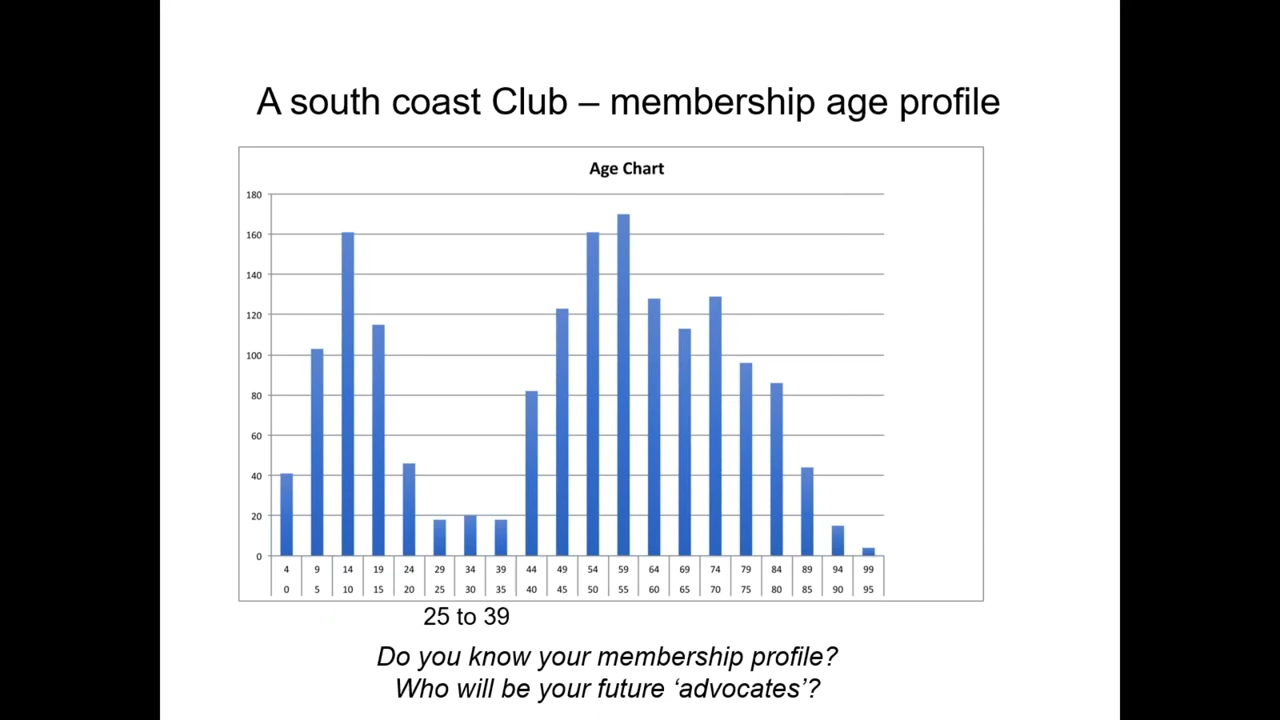 A south coast Club – membership age profile
Age Chart
180
160
140
120
100
80
60
40
20
0
4 9 14 19 24 29 34 39 44 49 54 59 64 69 74 79 84 89 94 99
0 5 10 15 20 25 30 35 40 45 50 55 60 65 70 75 80 85 90 95
25 to 39
Do you know your membership profile?
Who will be your future ‘advocates’?